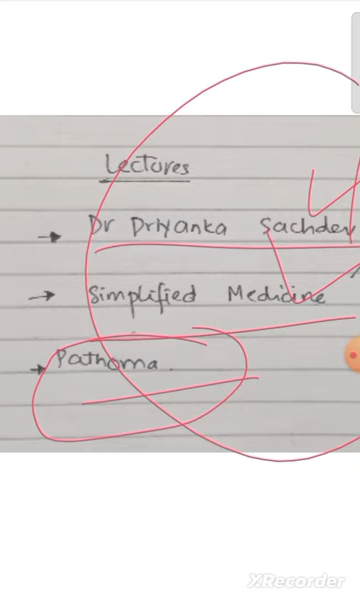 Lectures
→ Dr Priyanka Sachdev
→ Simplified Medicine
→ Pathoma.
XRecorder